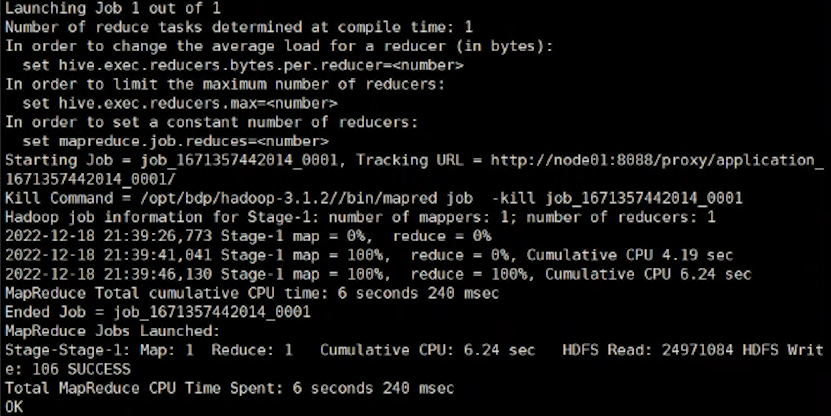 Launching Job 1 out of 1
Number of reduce tasks determined at compile time: 1
In order to change the average load for a reducer (in bytes):
  set hive.exec.reducers.bytes.per.reducer=<number>
In order to limit the maximum number of reducers:
  set hive.exec.reducers.max=<number>
In order to set a constant number of reducers:
  set mapreduce.job.reduces=<number>
Starting Job = job_1671357442014_0001, Tracking URL = http://node01:8088/proxy/application_
1671357442014_0001/
Kill Command = /opt/bdp/hadoop-3.1.2//bin/mapred job  -kill job_1671357442014_0001
Hadoop job information for Stage-1: number of mappers: 1; number of reducers: 1
2022-12-18 21:39:26,773 Stage-1 map = 0%,  reduce = 0%
2022-12-18 21:39:41,041 Stage-1 map = 100%,  reduce = 0%, Cumulative CPU 4.19 sec
2022-12-18 21:39:46,130 Stage-1 map = 100%,  reduce = 100%, Cumulative CPU 6.24 sec
MapReduce Total cumulative CPU time: 6 seconds 240 msec
Ended Job = job_1671357442014_0001
MapReduce Jobs Launched:
Stage-Stage-1: Map: 1  Reduce: 1   Cumulative CPU: 6.24 sec   HDFS Read: 24971084 HDFS Writ
e: 106 SUCCESS
Total MapReduce CPU Time Spent: 6 seconds 240 msec
OK